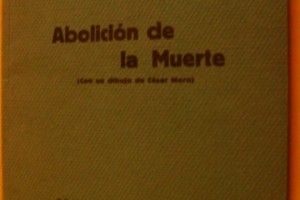 Abolición de
la Muerte
(Con un dibujo de César Moro)